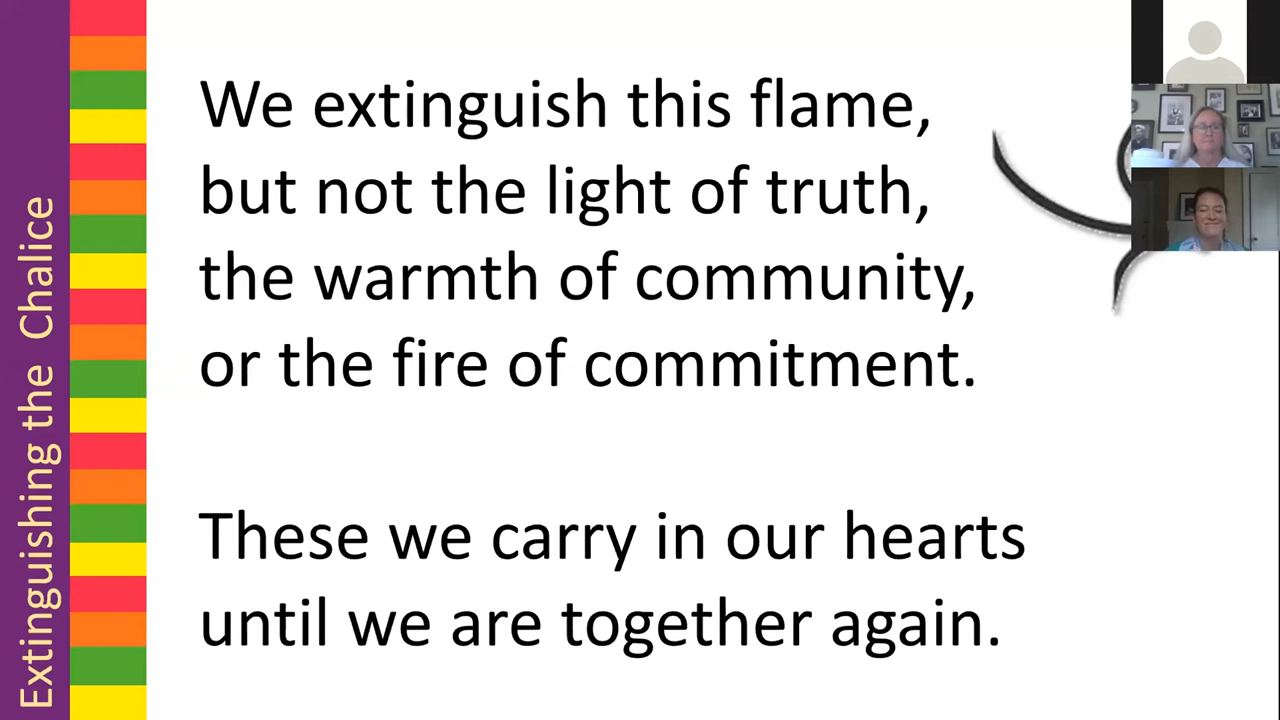 Extinguishing the Chalice
We extinguish this flame,
but not the light of truth,
the warmth of community,
or the fire of commitment.
These we carry in our hearts
until we are together again.